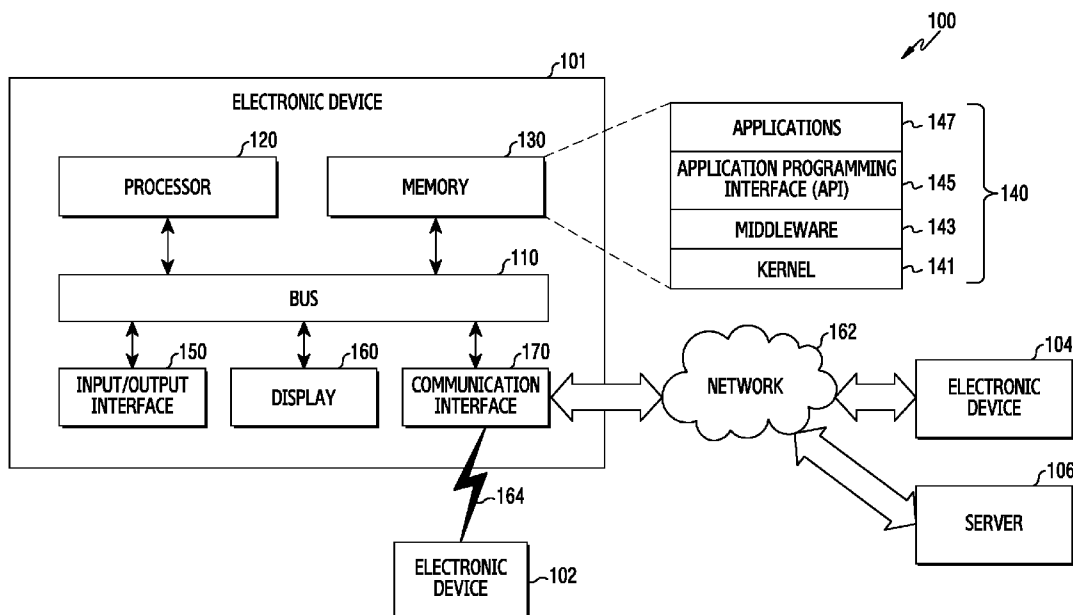 100
101
ELECTRONIC DEVICE
120
PROCESSOR
130
MEMORY
APPLICATIONS
147
APPLICATION PROGRAMMING
INTERFACE (API)
145
MIDDLEWARE
143
KERNEL
141
140
110
BUS
150
INPUT/OUTPUT
INTERFACE
160
DISPLAY
170
COMMUNICATION
INTERFACE
162
NETWORK
104
ELECTRONIC
DEVICE
106
SERVER
164
ELECTRONIC
DEVICE
102